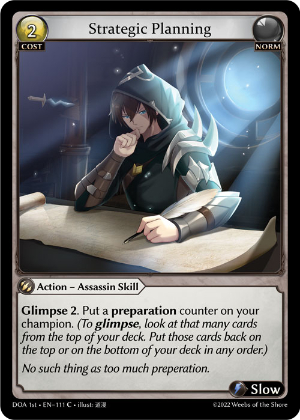 2
Strategic Planning
COST
NORM
Action – Assassin Skill
Glimpse 2. Put a preparation counter on your
champion. (To glimpse, look at that many cards
from the top of your deck. Put those cards back on
the top or on the bottom of your deck in any order.)
No such thing as too much preparation.
Slow
DOA 1st • EN-111 C • illust: 道漫
©2022 Weebs of the Shore